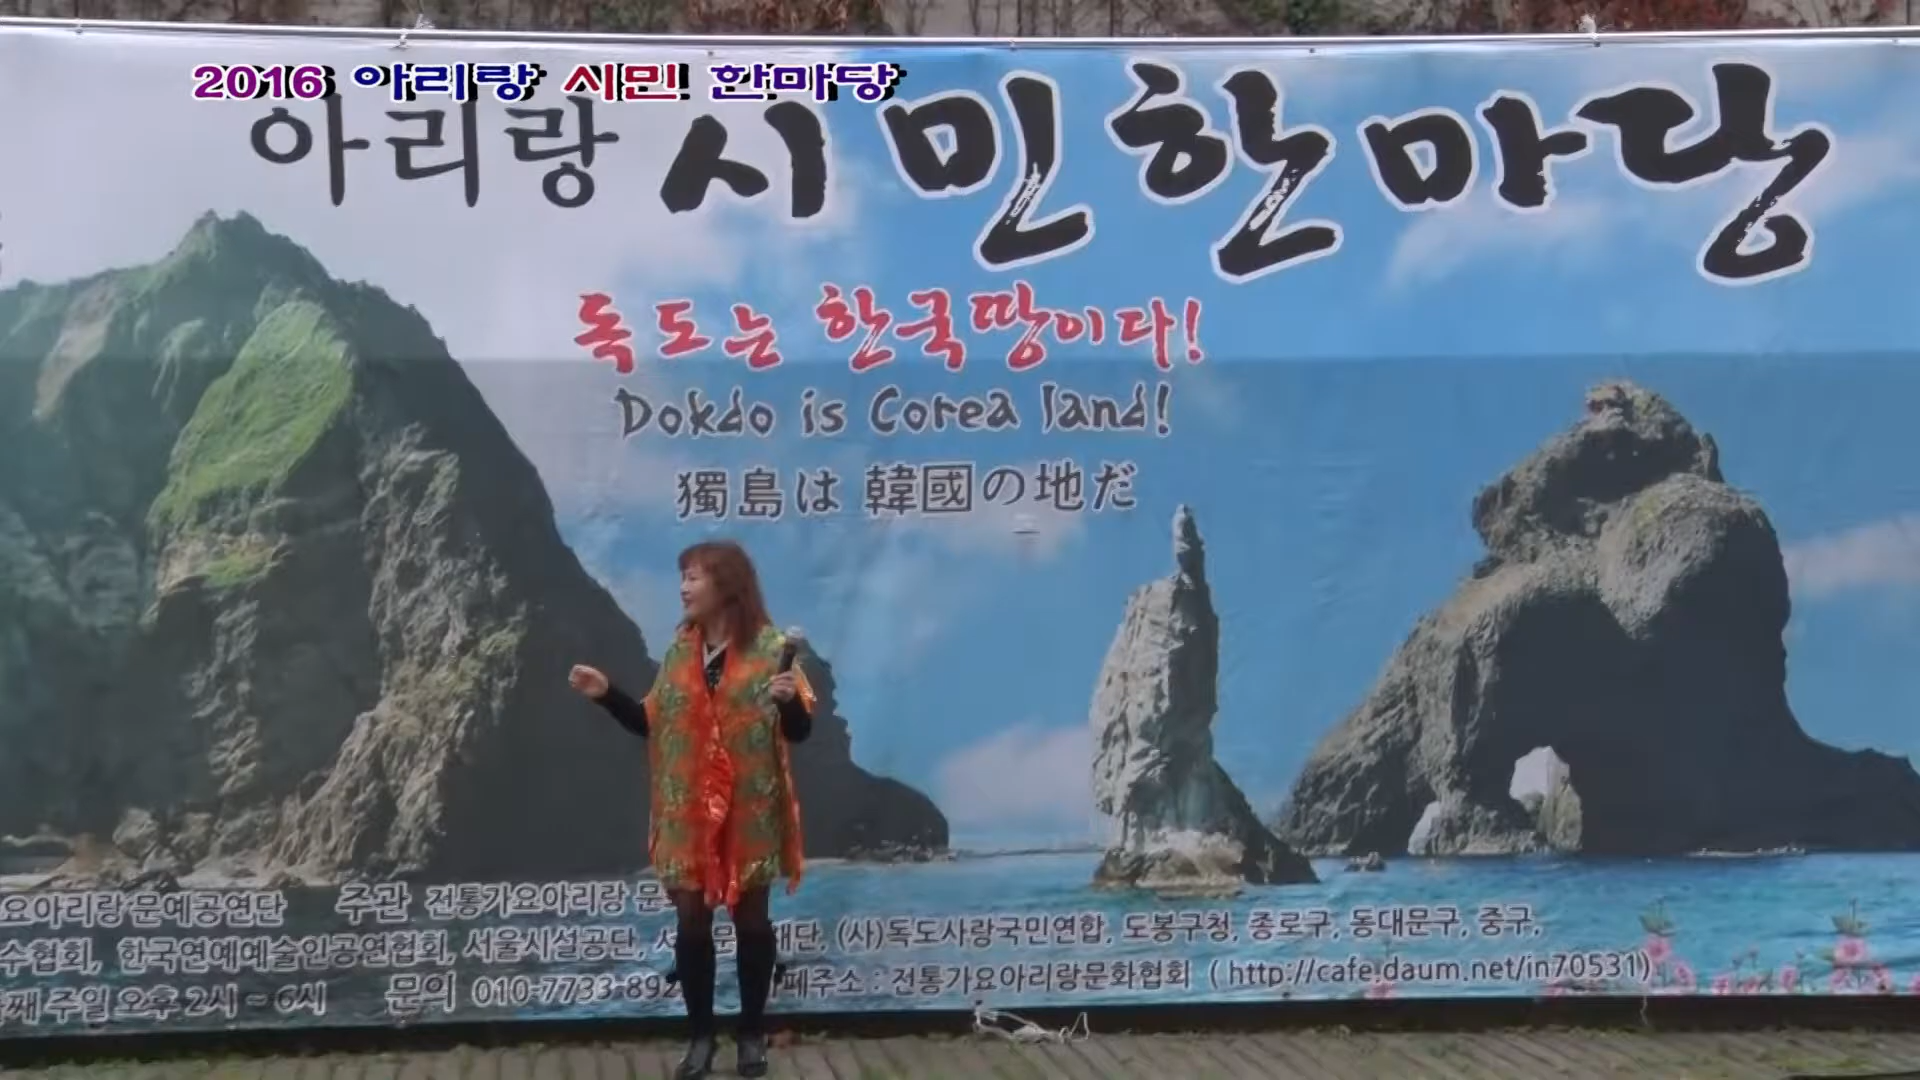 2016 아리랑 시민 한마당
아리랑 시민한마당
독도는 한국땅이다!
Dokdo is Corea land!
獨島は 韓國の地だ
요아리랑문예공연단 주관 전통가요아리랑
수협회, 한국연예예술인공연협회, 서울시설공단, 재단, (사)독도사랑국민연합, 도봉구청, 종로구, 동대문구, 중구,
째 주일 오후 2시 ~ 6시 문의 010-7733-892 페주소 : 전통가요아리랑문화협회 ( http://cafe.daum.net/in70531)